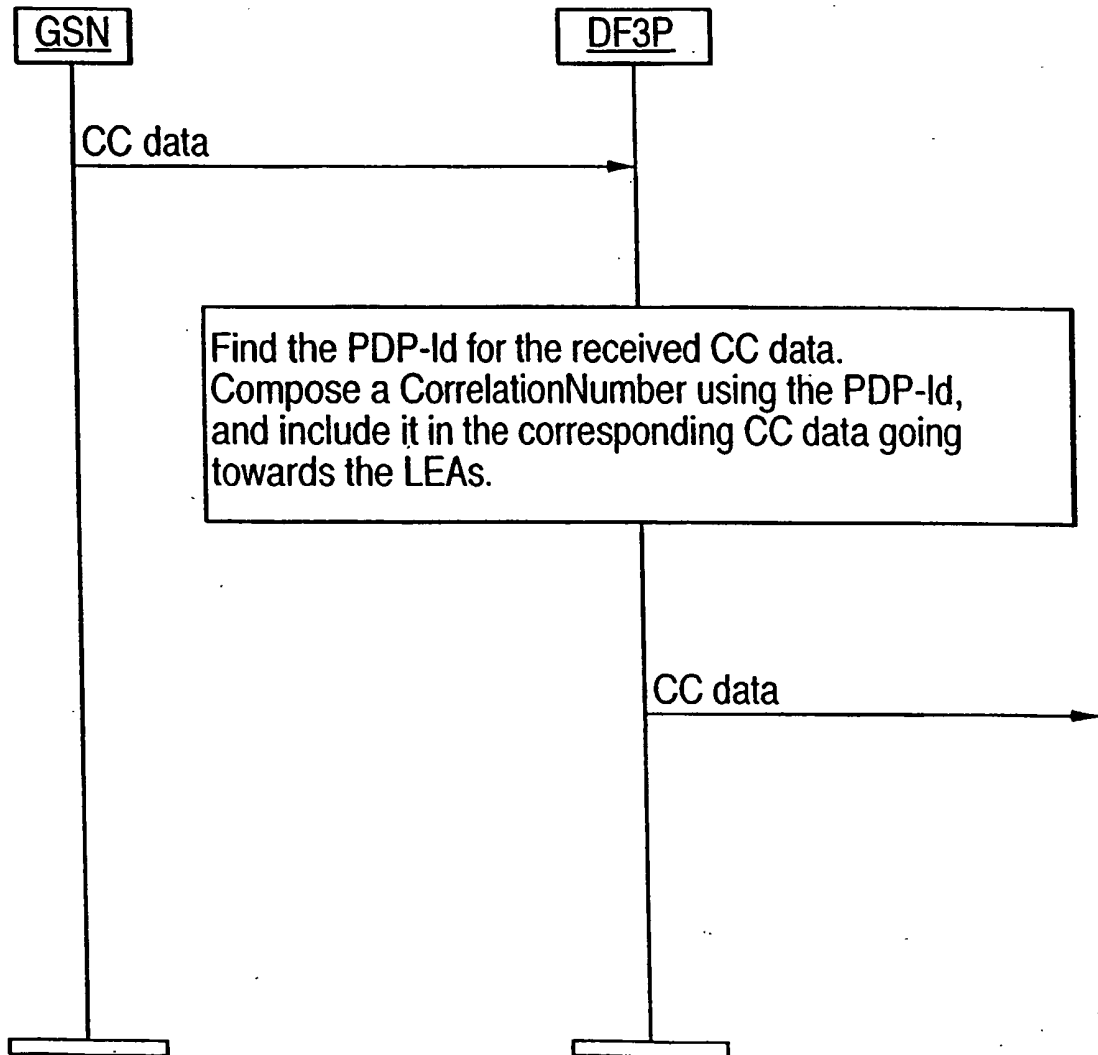 GSN
DF3P
CC data
Find the PDP-Id for the received CC data.
Compose a CorrelationNumber using the PDP-Id,
and include it in the corresponding CC data going
towards the LEAs.
CC data